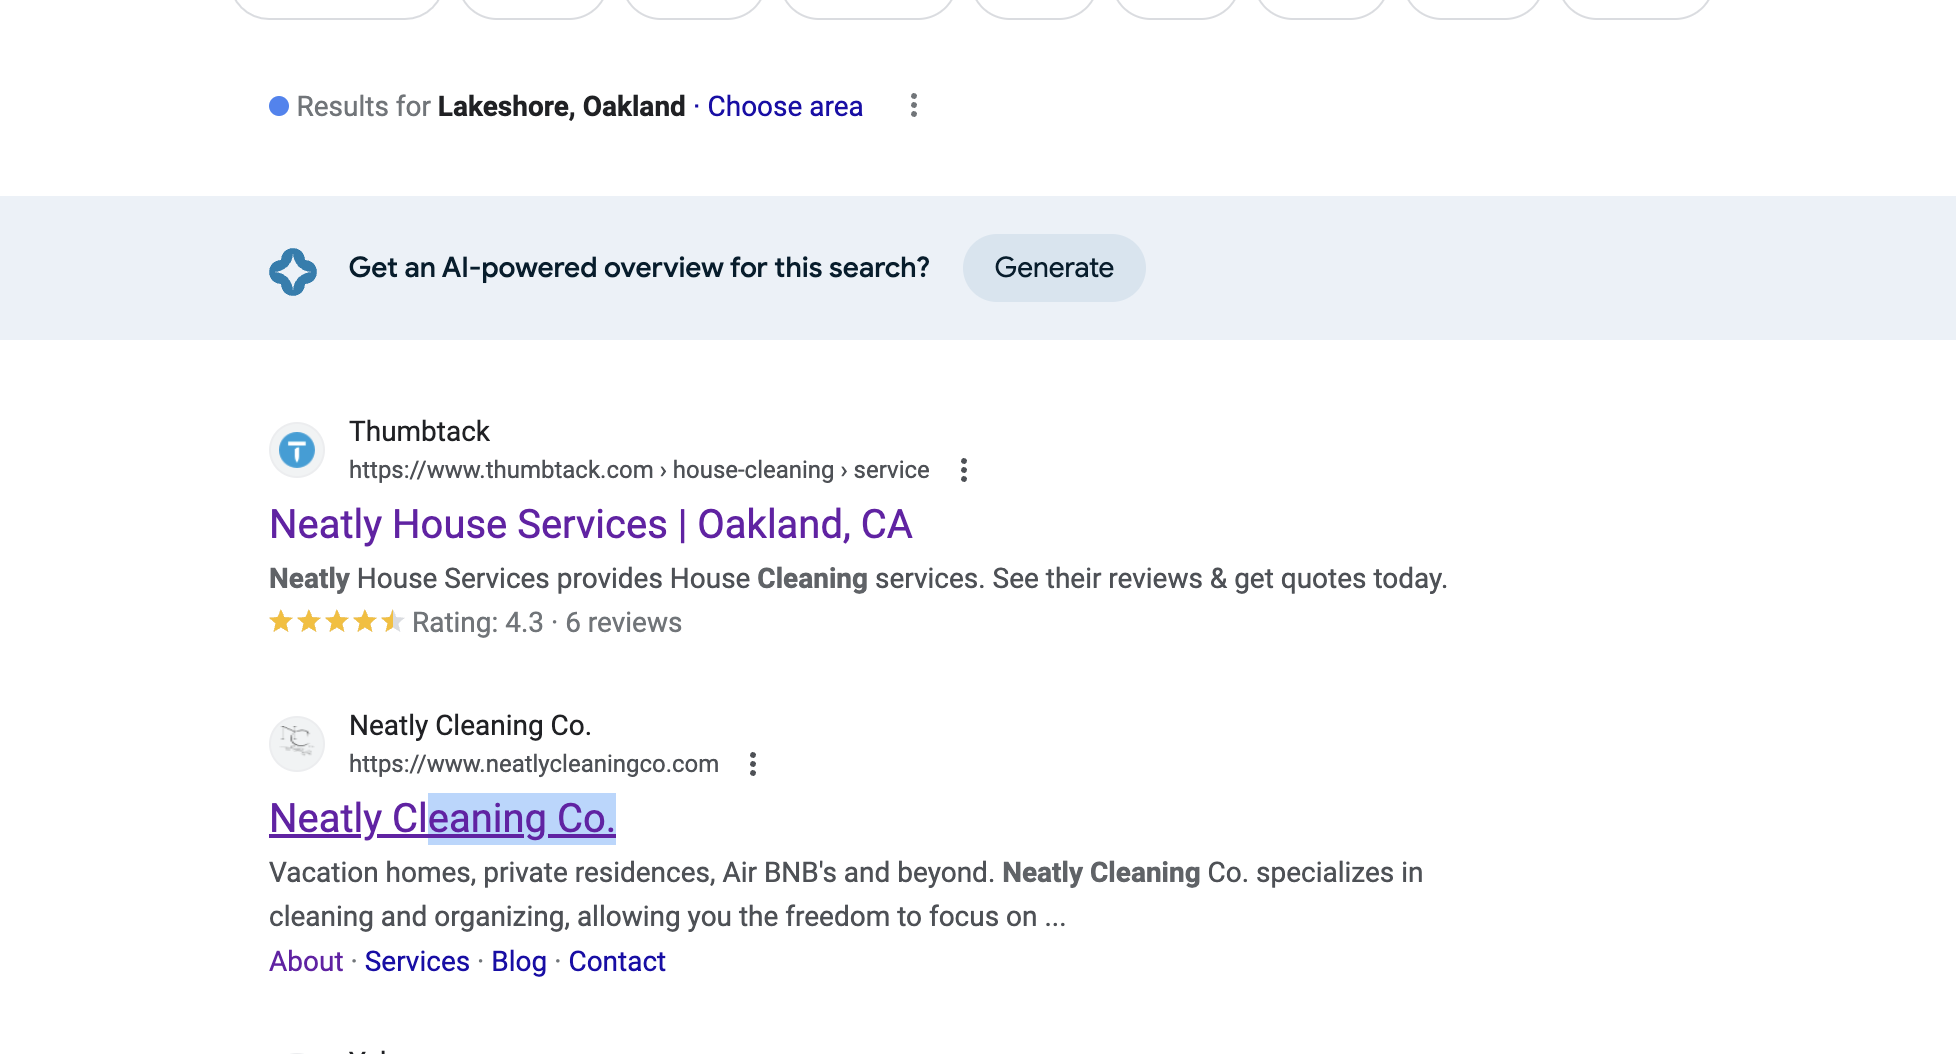 Results for Lakeshore, Oakland · Choose area
Get an AI-powered overview for this search? Generate
Thumbtack
https://www.thumbtack.com › house-cleaning › service
Neatly House Services | Oakland, CA
Neatly House Services provides House Cleaning services. See their reviews & get quotes today.
Rating: 4.3 · 6 reviews
Neatly Cleaning Co.
https://www.neatlycleaningco.com
Neatly Cleaning Co.
Vacation homes, private residences, Air BNB's and beyond. Neatly Cleaning Co. specializes in
cleaning and organizing, allowing you the freedom to focus on ...
About · Services · Blog · Contact